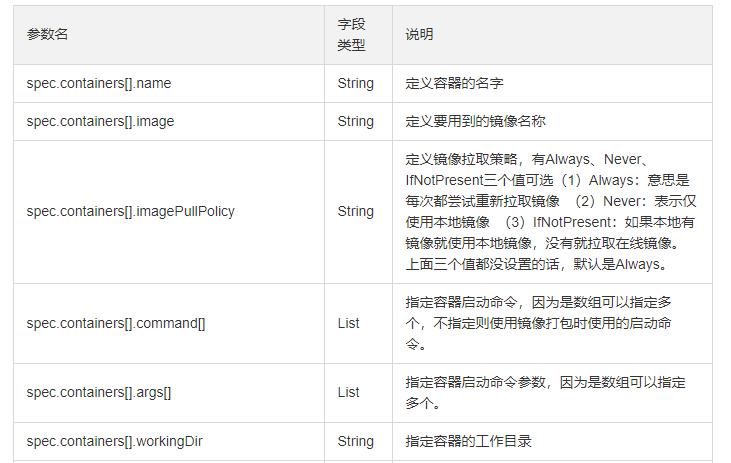 参数名
字段
类型
说明
spec.containers[].name
String
定义容器的名字
spec.containers[].image
String
定义要用到的镜像名称
spec.containers[].imagePullPolicy
String
定义镜像拉取策略，有Always、Never、
IfNotPresent三个值可选（1）Always：意思是
每次都尝试重新拉取镜像 （2）Never：表示仅
使用本地镜像 （3）IfNotPresent：如果本地有
镜像就使用本地镜像，没有就拉取在线镜像。
上面三个值都没设置的话，默认是Always。
spec.containers[].command[]
List
指定容器启动命令，因为是数组可以指定多
个，不指定则使用镜像打包时使用的启动命
令。
spec.containers[].args[]
List
指定容器启动命令参数，因为是数组可以指定
多个。
spec.containers[].workingDir
String
指定容器的工作目录